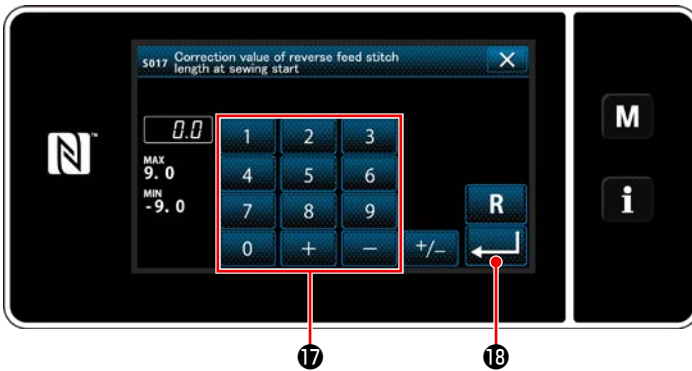 S017 Correction value of reverse feed stitch
length at sewing start
0.0
MAX
9.0
MIN
-9.0
1 2 3
4 5 6
7 8 9
0 + − +/−
R
N
M
i
⓱ ⓲